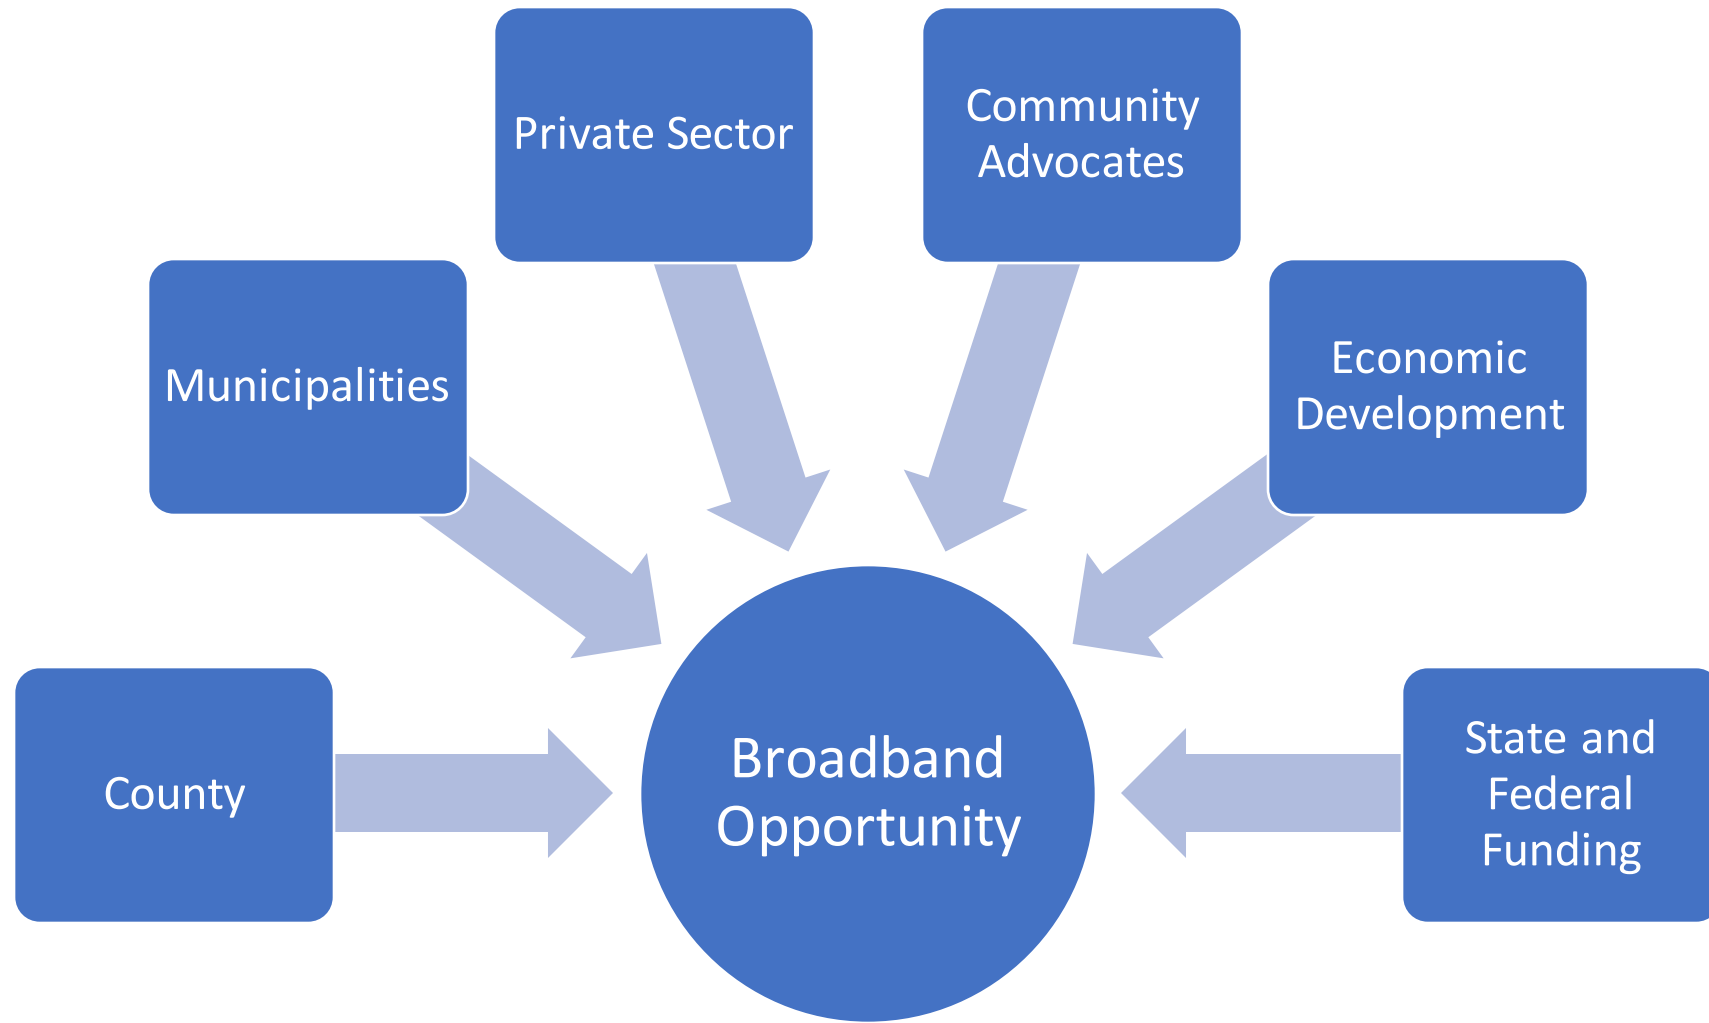 Private Sector
Community
Advocates
Municipalities
Economic
Development
County
Broadband
Opportunity
State and
Federal
Funding